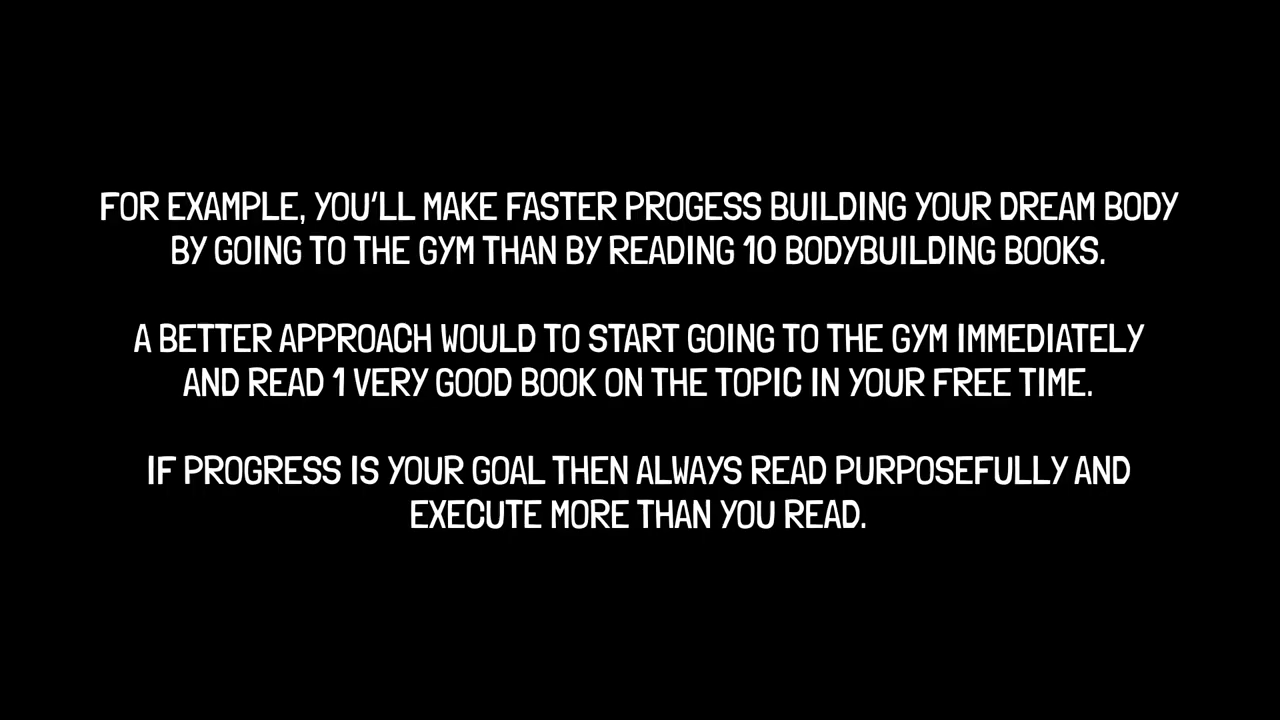 FOR EXAMPLE, YOU'LL MAKE FASTER PROGESS BUILDING YOUR DREAM BODY
BY GOING TO THE GYM THAN BY READING 10 BODYBUILDING BOOKS.
A BETTER APPROACH WOULD TO START GOING TO THE GYM IMMEDIATELY
AND READ 1 VERY GOOD BOOK ON THE TOPIC IN YOUR FREE TIME.
IF PROGRESS IS YOUR GOAL THEN ALWAYS READ PURPOSEFULLY AND
EXECUTE MORE THAN YOU READ.